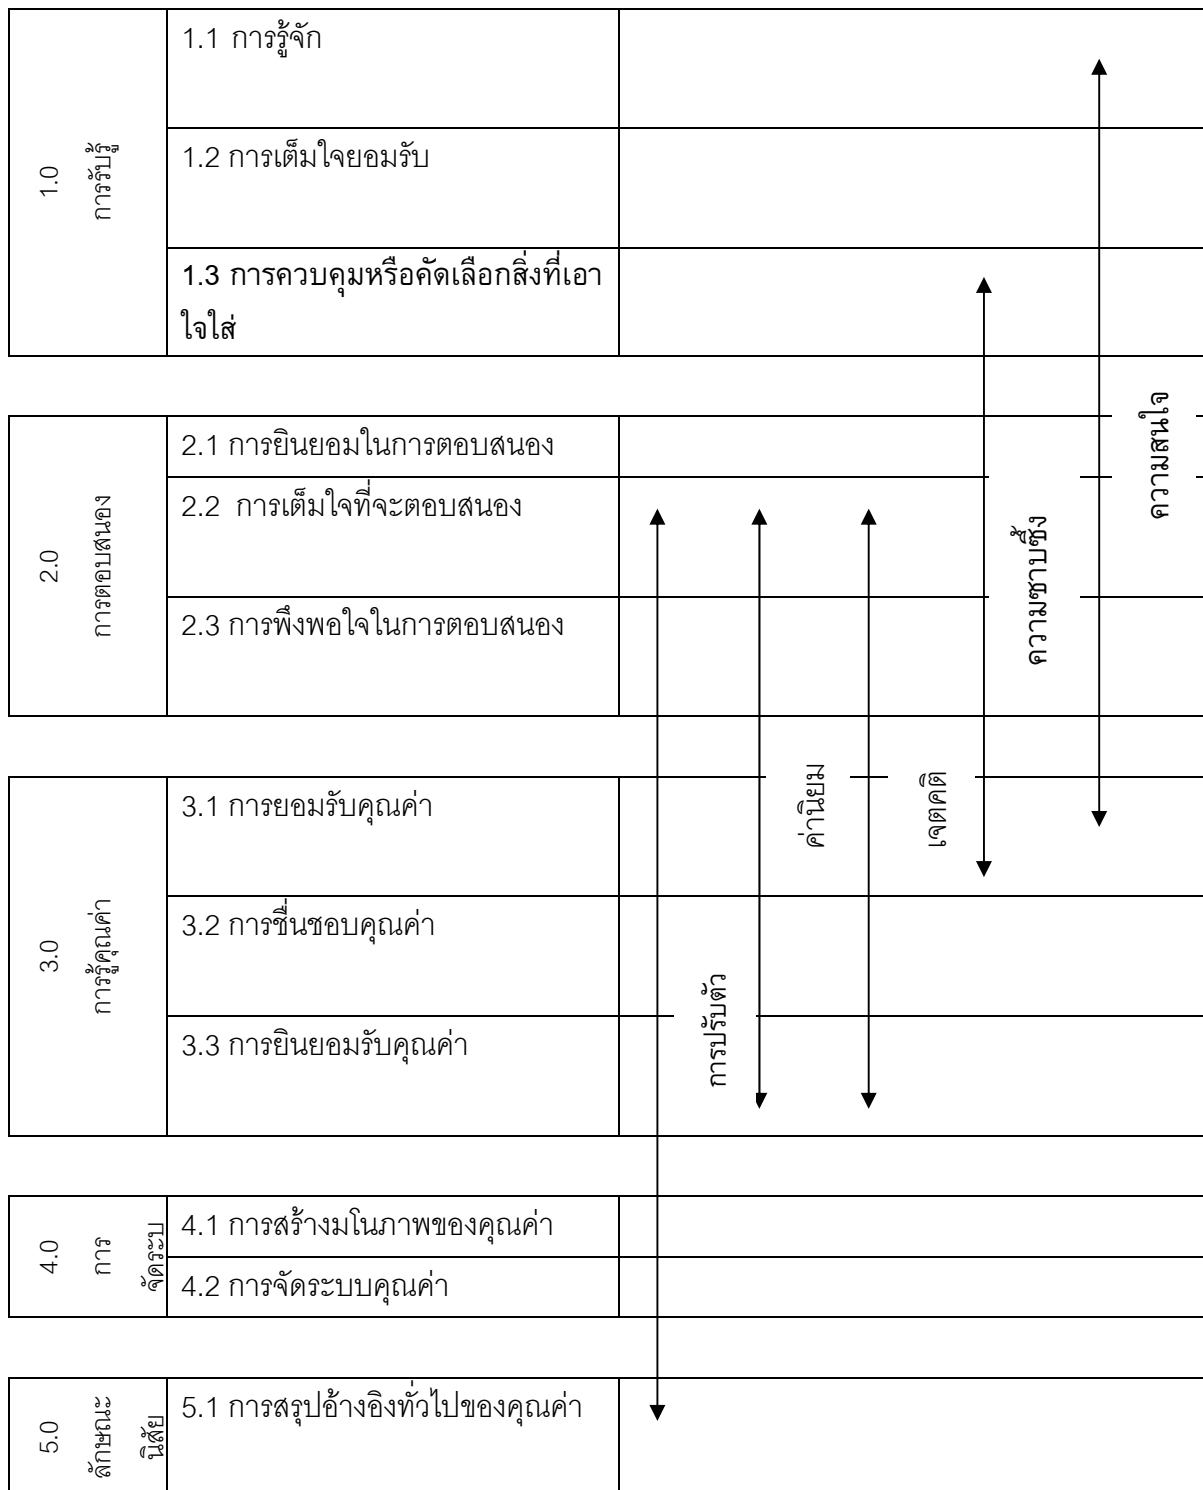 1.0
การรับรู้
1.1 การรู้จัก
1.2 การเต็มใจยอมรับ
1.3 การควบคุมหรือคัดเลือกสิ่งที่เอา
ใจใส่
2.0
การตอบสนอง
2.1 การยินยอมในการตอบสนอง
2.2 การเต็มใจที่จะตอบสนอง
2.3 การพึงพอใจในการตอบสนอง
3.0
การรู้คุณค่า
3.1 การยอมรับคุณค่า
3.2 การชื่นชอบคุณค่า
3.3 การยินยอมรับคุณค่า
4.0
การ
จัดระบ
4.1 การสร้างมโนภาพของคุณค่า
4.2 การจัดระบบคุณค่า
5.0
ลักษณะ
นิสัย
5.1 การสรุปอ้างอิงทั่วไปของคุณค่า
การปรับตัว
ค่านิยม
เจตคติ
ความซาบซึ้ง
ความสนใจ